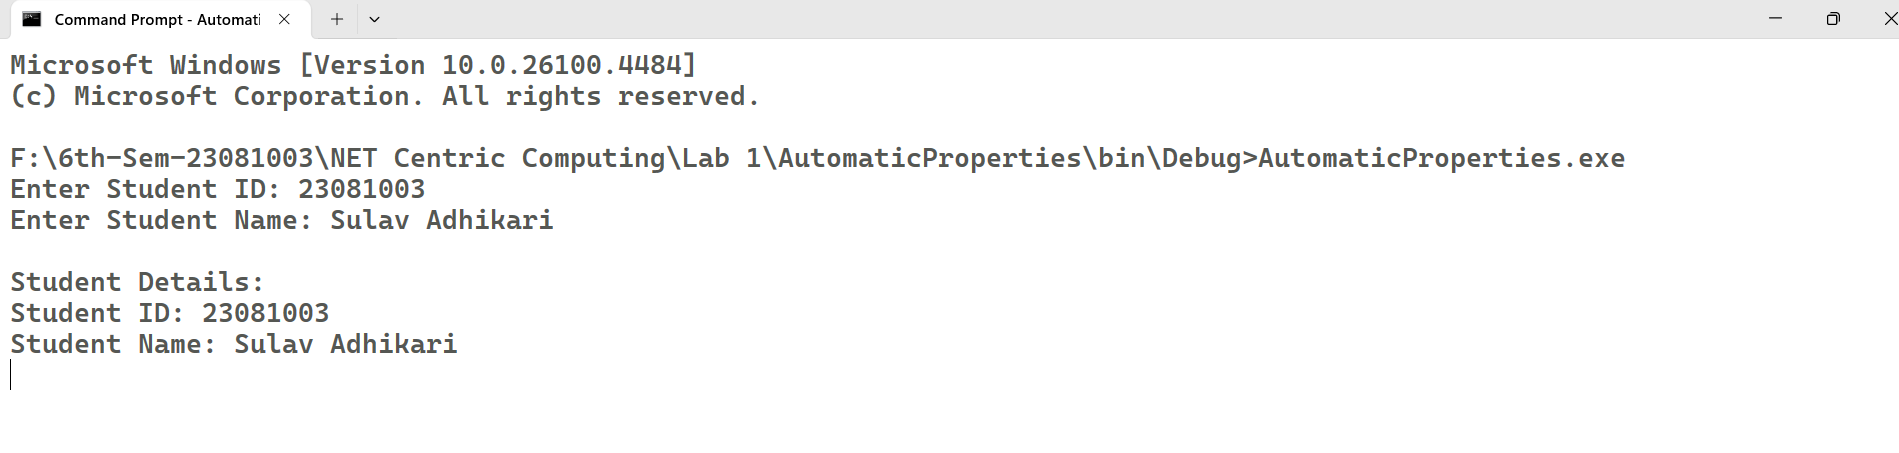 Command Prompt - Automati
Microsoft Windows [Version 10.0.26100.4484]
(c) Microsoft Corporation. All rights reserved.
F:\6th-Sem-23081003\NET Centric Computing\Lab 1\AutomaticProperties\bin\Debug>AutomaticProperties.exe
Enter Student ID: 23081003
Enter Student Name: Sulav Adhikari
Student Details:
Student ID: 23081003
Student Name: Sulav Adhikari